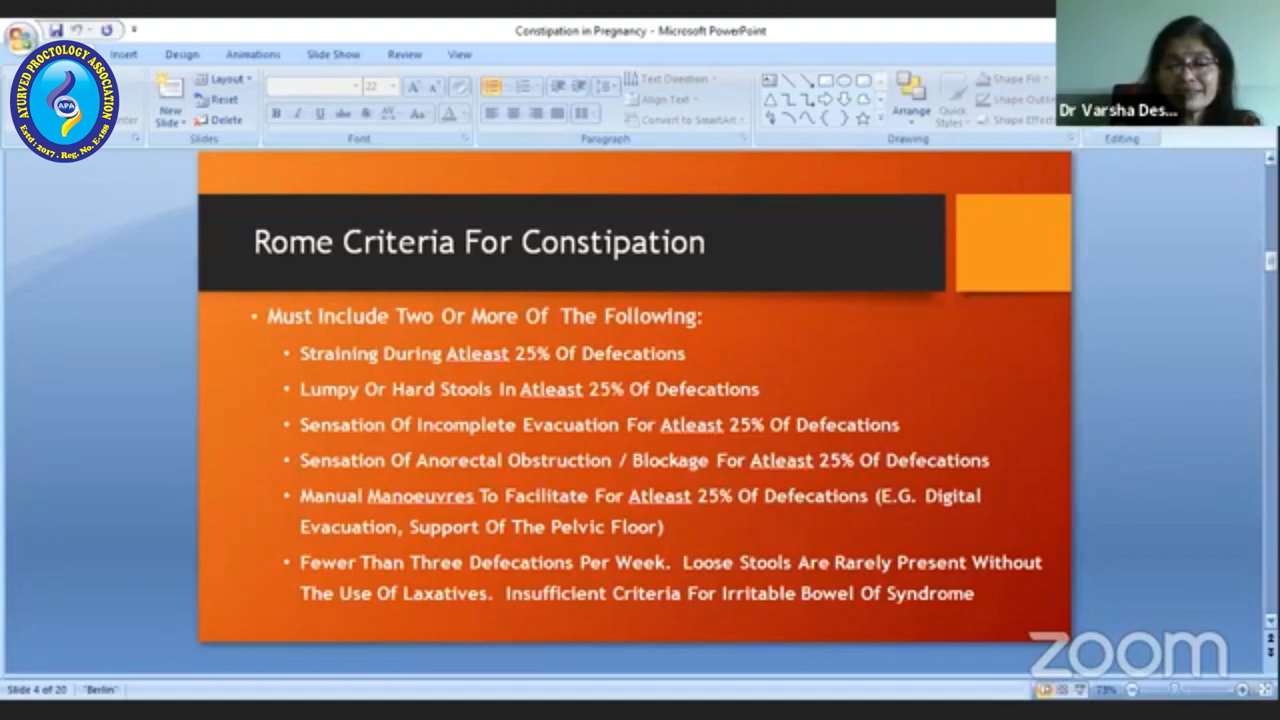 Constipation in Pregnancy - Microsoft PowerPoint
Insert Design Animations Slide Show Review View
AYURVED PROCTOLOGY ASSOCIATION
APA
Estd : 2017 . Reg. No. E-198
New
Slide
Layout
Reset
Delete
22
Text Direction
Align Text
Convert to SmartArt
Arrange
Quick
Styles
Shape Fill
Shape Effects
Slides Font Paragraph Drawing Editing
Dr Varsha Des...
Rome Criteria For Constipation
• Must Include Two Or More Of The Following:
• Straining During Atleast 25% Of Defecations
• Lumpy Or Hard Stools In Atleast 25% Of Defecations
• Sensation Of Incomplete Evacuation For Atleast 25% Of Defecations
• Sensation Of Anorectal Obstruction / Blockage For Atleast 25% Of Defecations
• Manual Manoeuvres To Facilitate For Atleast 25% Of Defecations (E.G. Digital
Evacuation, Support Of The Pelvic Floor)
• Fewer Than Three Defecations Per Week. Loose Stools Are Rarely Present Without
The Use Of Laxatives. Insufficient Criteria For Irritable Bowel Of Syndrome
zoom
Slide 4 of 20 "Berlin" 73%